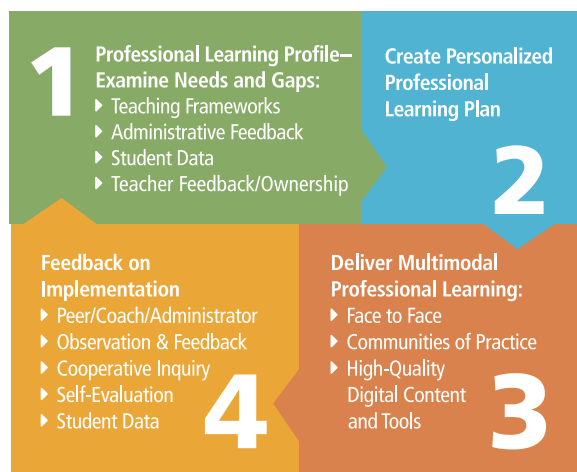 1
Professional Learning Profile–
Examine Needs and Gaps:
Teaching Frameworks
Administrative Feedback
Student Data
Teacher Feedback/Ownership
Create Personalized
Professional
Learning Plan
2
Deliver Multimodal
Professional Learning:
Face to Face
Communities of Practice
High-Quality
Digital Content
and Tools
3
Feedback on
Implementation
Peer/Coach/Administrator
Observation & Feedback
Cooperative Inquiry
Self-Evaluation
Student Data
4